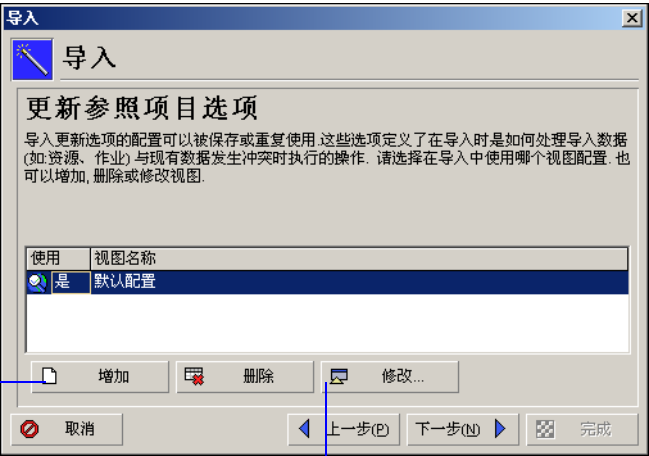 导入
导入
更新参照项目选项
导入更新选项的配置可以被保存或重复使用.这些选项定义了在导入时是如何处理导入数据
(如:资源、作业)与现有数据发生冲突时执行的操作. 请选择在导入中使用哪个视图配置. 也
可以增加,删除或修改视图.
使用 视图名称
是 默认配置
增加 删除 修改...
取消 上一步(P) 下一步(N) 完成